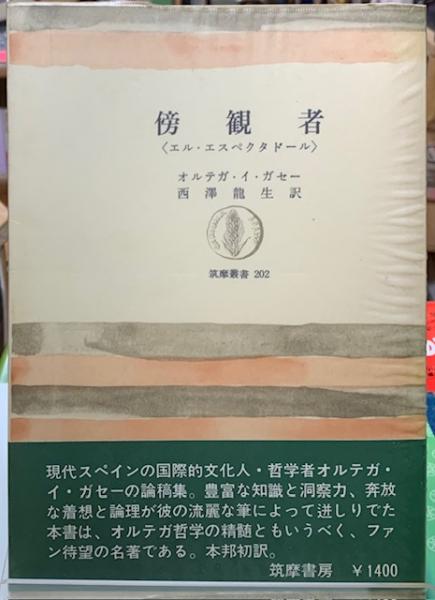 傍観者
〈エル・エスペクタドール〉
オルテガ・イ・ガセー
西澤龍生訳
筑摩叢書 202
現代スペインの国際的文化人・哲学者オルテガ・
イ・ガセーの論稿集。豊富な知識と洞察力、奔放
な着想と論理が彼の流麗な筆によって迸しりでた
本書は、オルテガ哲学の精髄ともいうべく、ファ
ン待望の名著である。本邦初訳。
筑摩書房 ￥1400